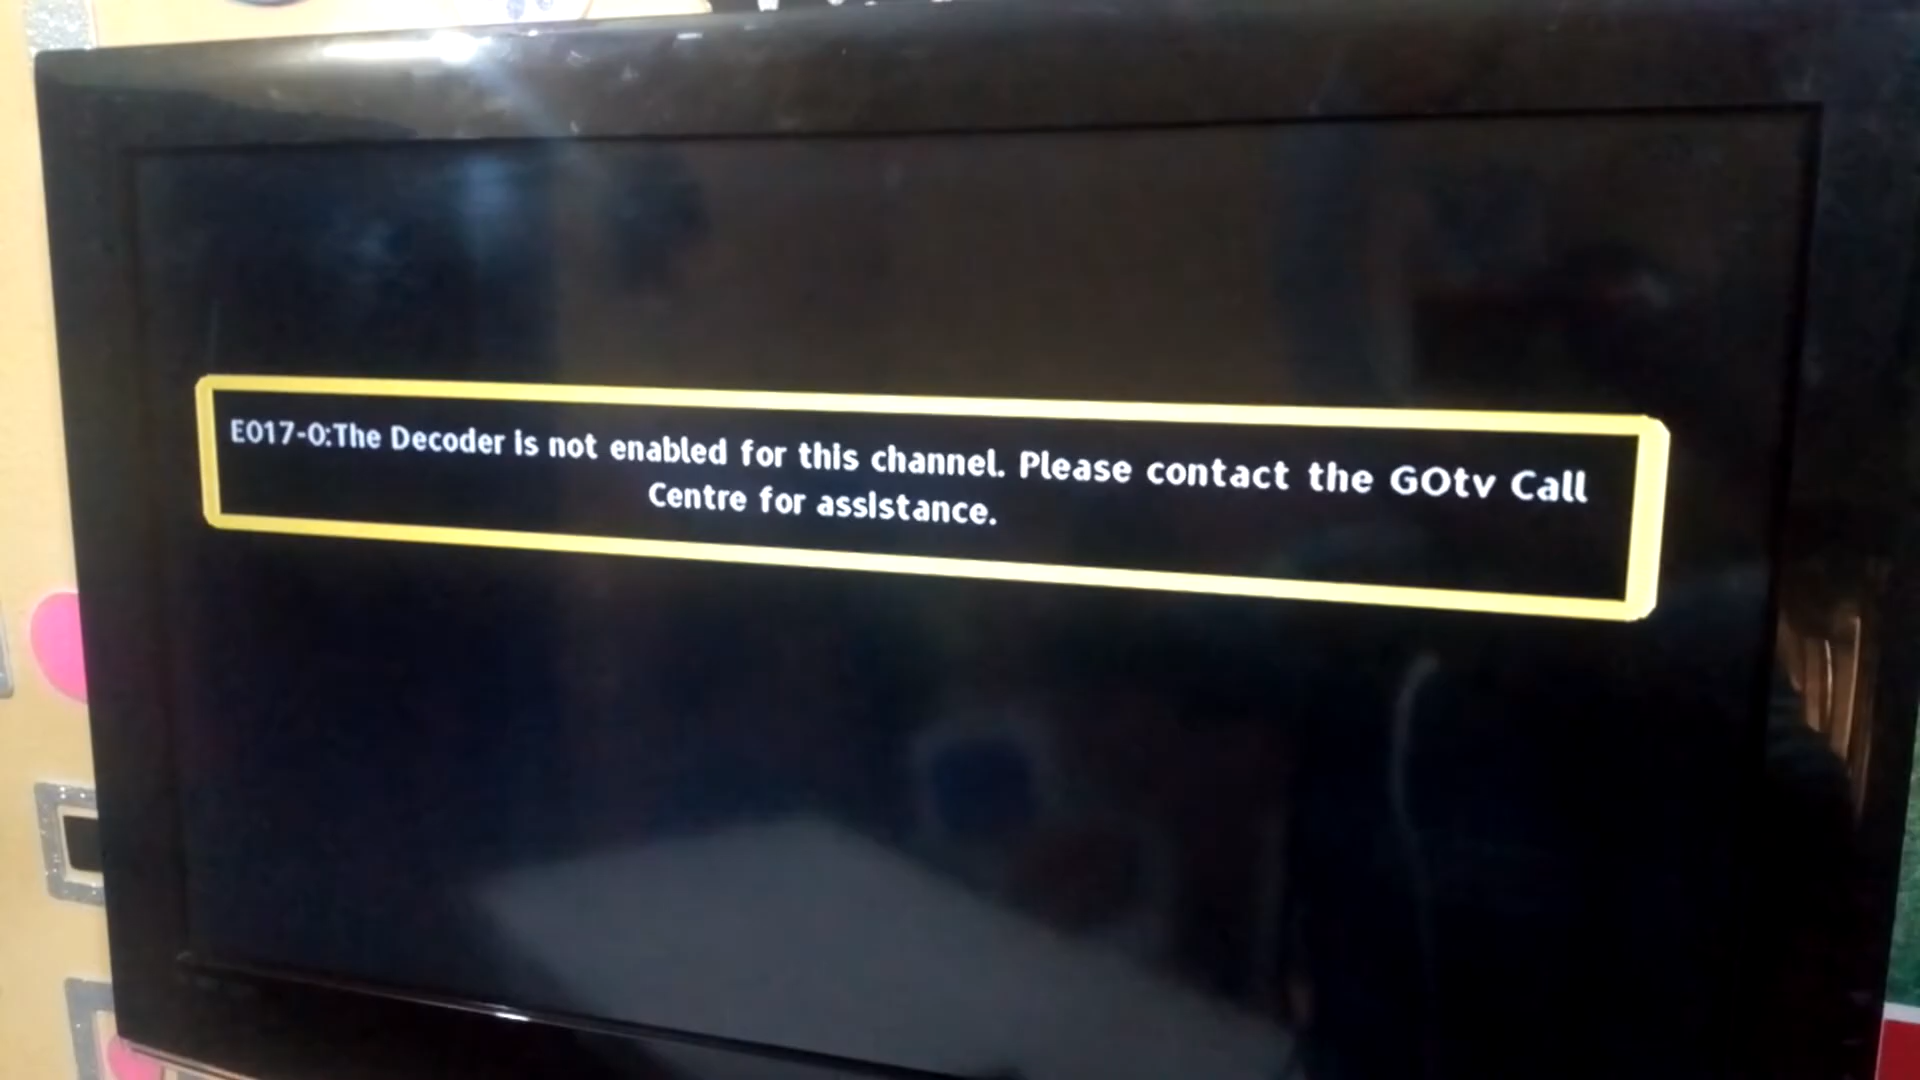 E017-0:The Decoder is not enabled for this channel. Please contact the GOtv Call
Centre for assistance.